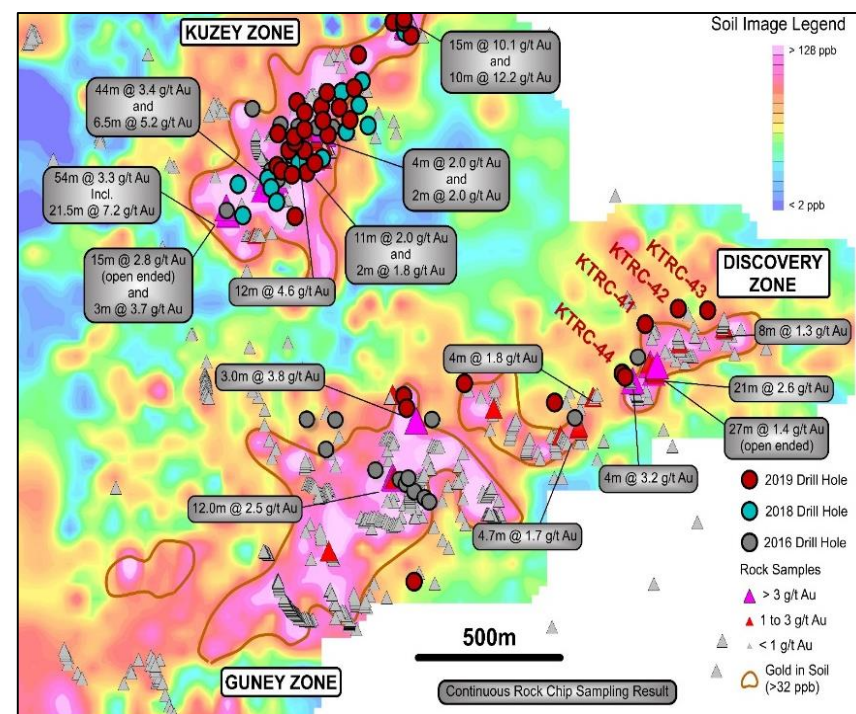 KUZEY ZONE
Soil Image Legend
> 128 ppb
< 2 ppb
15m @ 10.1 g/t Au
and
10m @ 12.2 g/t Au
44m @ 3.4 g/t Au
and
6.5m @ 5.2 g/t Au
4m @ 2.0 g/t Au
and
2m @ 2.0 g/t Au
54m @ 3.3 g/t Au
Incl.
21.5m @ 7.2 g/t Au
11m @ 2.0 g/t Au
and
2m @ 1.8 g/t Au
15m @ 2.8 g/t Au
(open ended)
and
3m @ 3.7 g/t Au
12m @ 4.6 g/t Au
KTRC-43
KTRC-42
KTRC-41
KTRC-44
DISCOVERY
ZONE
8m @ 1.3 g/t Au
4m @ 1.8 g/t Au
3.0m @ 3.8 g/t Au
21m @ 2.6 g/t Au
27m @ 1.4 g/t Au
(open ended)
4m @ 3.2 g/t Au
12.0m @ 2.5 g/t Au
4.7m @ 1.7 g/t Au
2019 Drill Hole
2018 Drill Hole
2016 Drill Hole
Rock Samples
> 3 g/t Au
1 to 3 g/t Au
< 1 g/t Au
Gold in Soil
(>32 ppb)
500m
GUNEY ZONE
Continuous Rock Chip Sampling Result